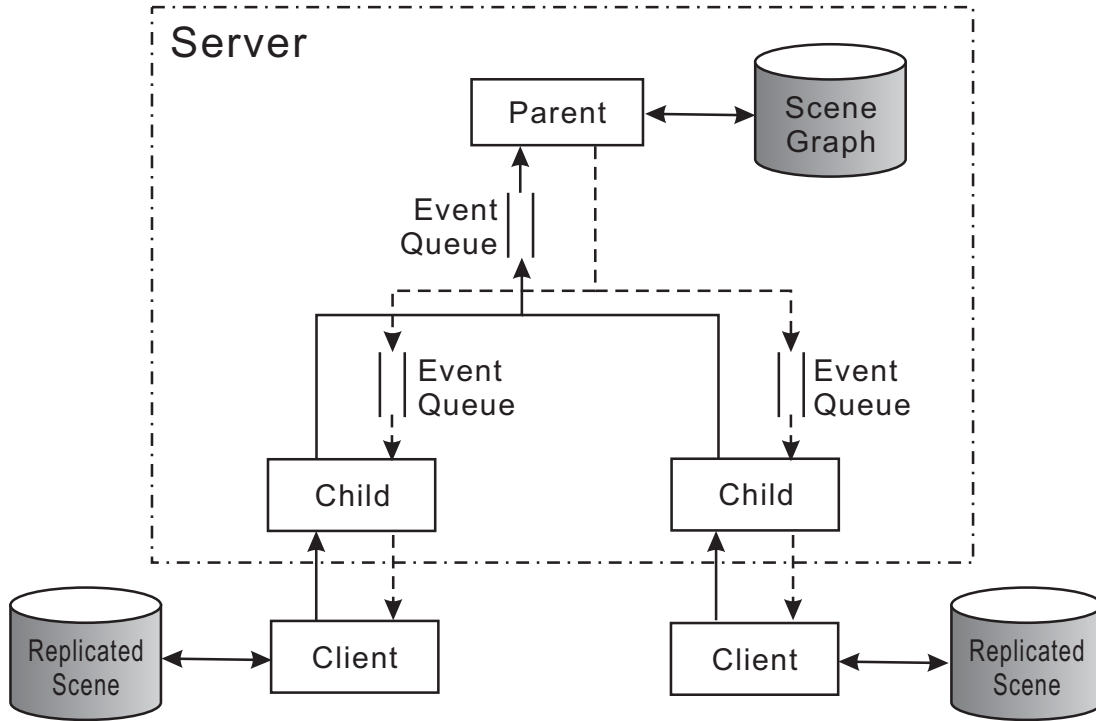 Server
Parent
Scene
Graph
Event
Queue
Event
Queue
Event
Queue
Child
Child
Replicated
Scene
Client
Client
Replicated
Scene